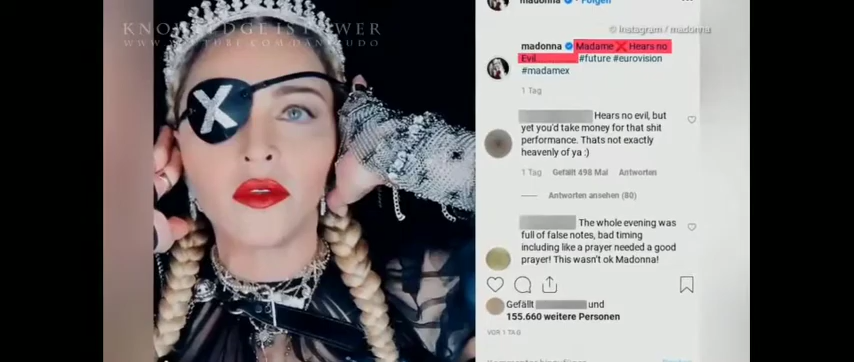 KNOWLEDGE IS POWER
madonna • Folgen
© Instagram / madonna
X
madonna Madame ❌ Hears no
Evil #future #eurovision
#madamex
1 Tag
Hears no evil, but
yet you'd take money for that shit
performance. Thats not exactly
heavenly of ya :)
1 Tag Gefällt 498 Mal Antworten
Antworten ansehen (80)
The whole evening was
full of false notes, bad timing
including like a prayer needed a good
prayer! This wasn't ok Madonna!
Gefällt und
155.660 weitere Personen
VOR 1 TAG